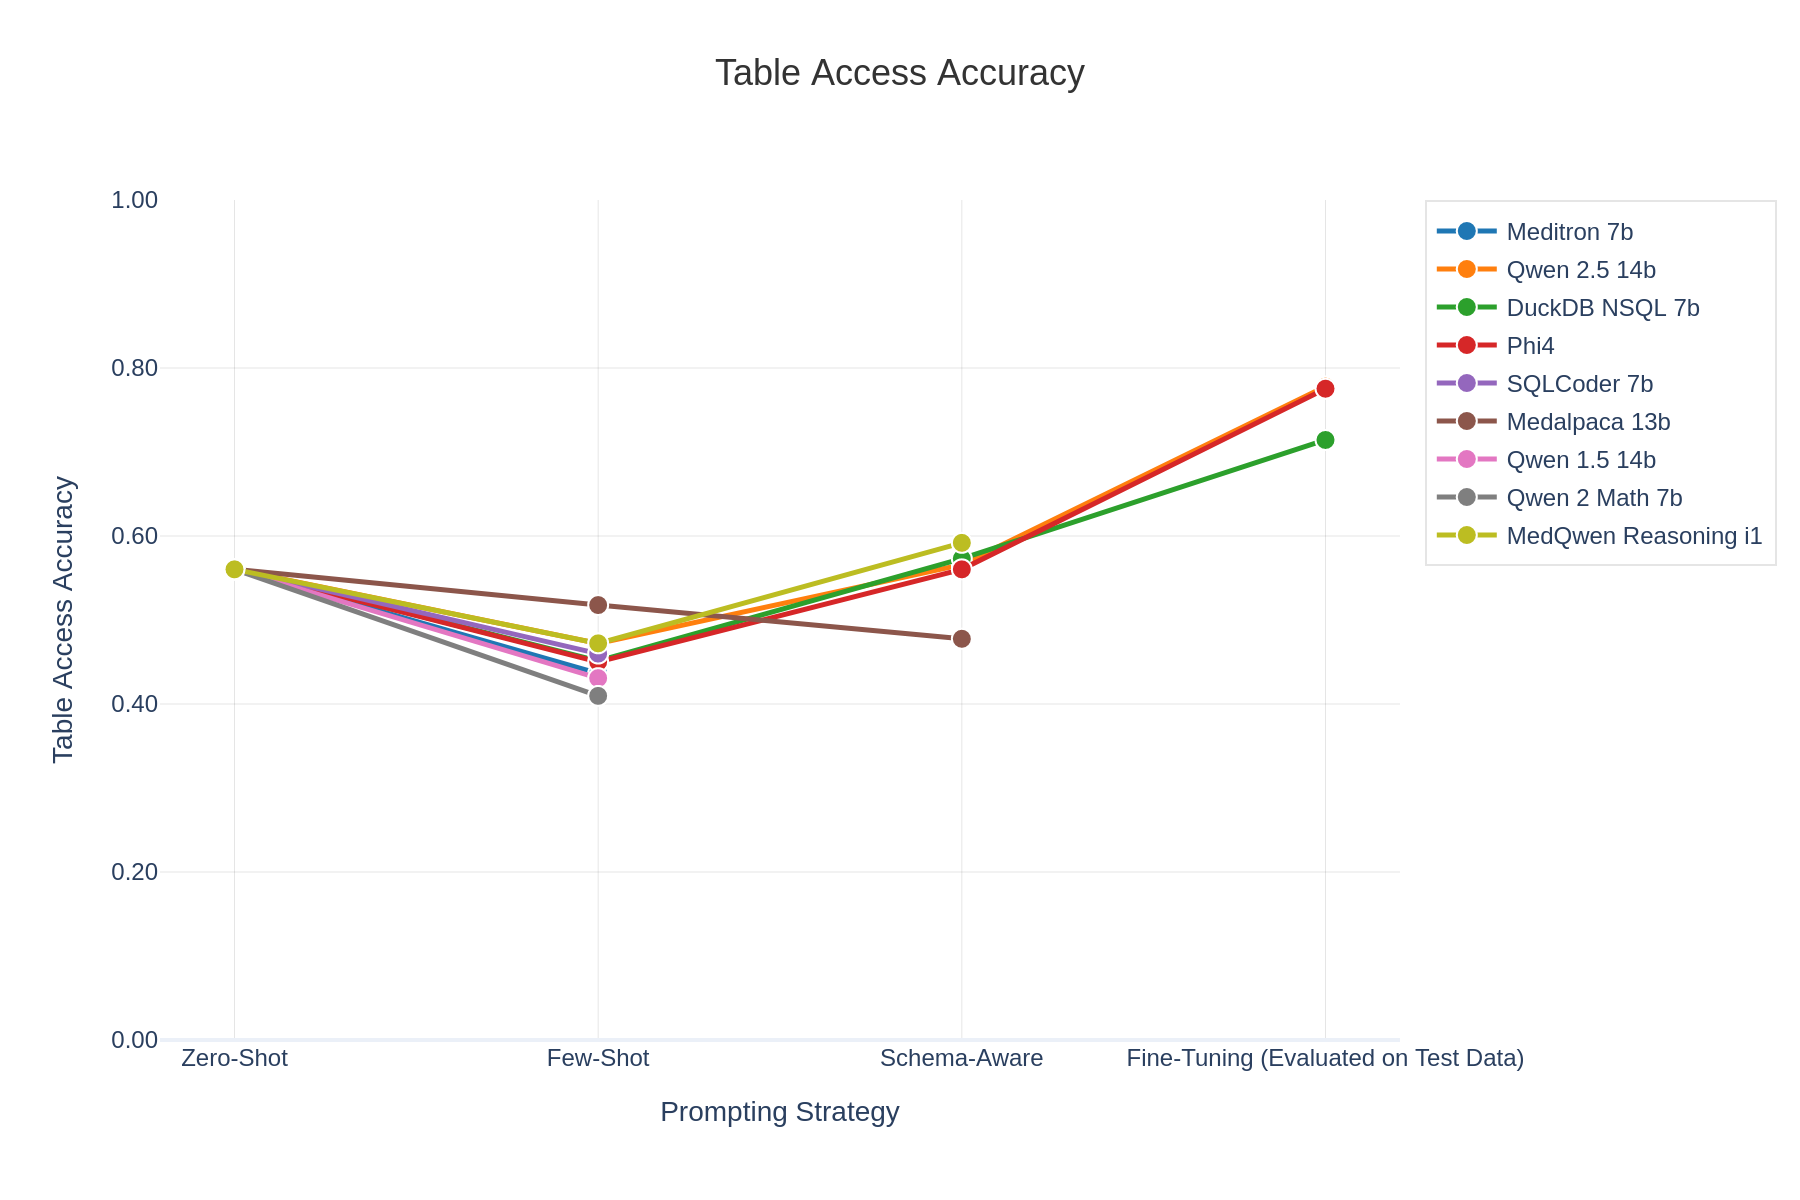 Table Access Accuracy
1.00
0.80
0.60
0.40
0.20
0.00
Table Access Accuracy
Zero-Shot
Few-Shot
Schema-Aware
Fine-Tuning (Evaluated on Test Data)
Prompting Strategy
Meditron 7b
Qwen 2.5 14b
DuckDB NSQL 7b
Phi4
SQLCoder 7b
Medalpaca 13b
Qwen 1.5 14b
Qwen 2 Math 7b
MedQwen Reasoning i1